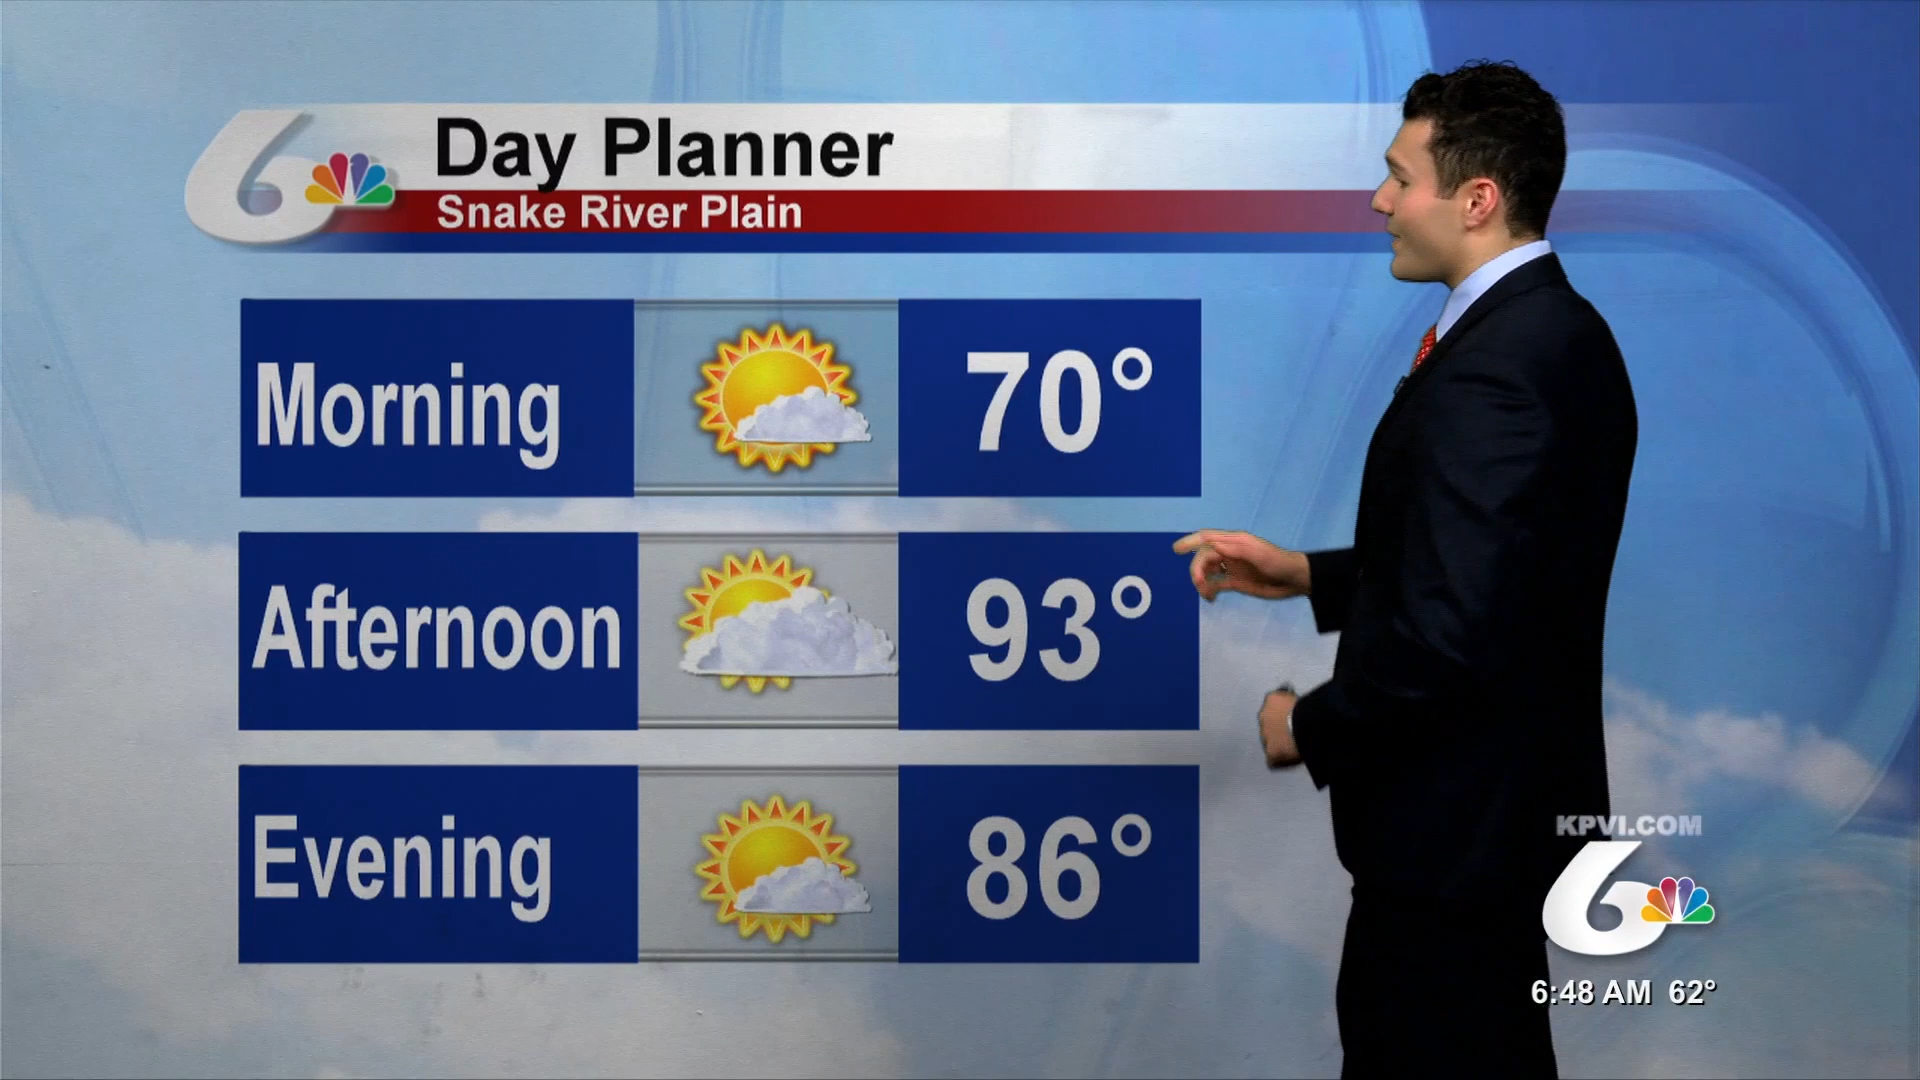 6
Day Planner
Snake River Plain
Morning 70°
Afternoon 93°
Evening 86°
KPVI.COM
6
6:48 AM 62°